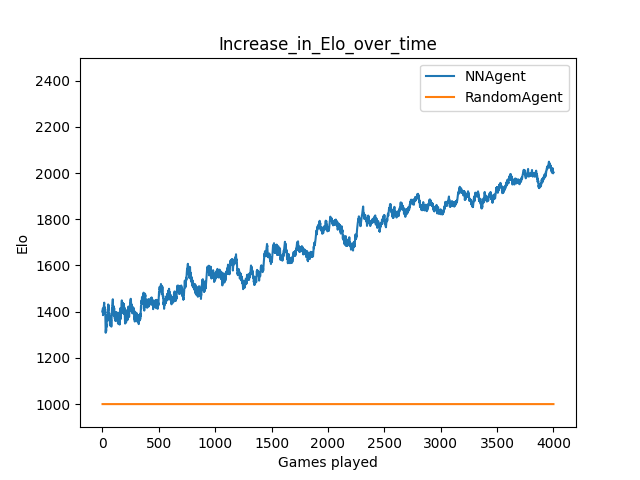 Increase_in_Elo_over_time
NNAgent
RandomAgent
2400
2200
2000
1800
1600
1400
1200
1000
Elo
0 500 1000 1500 2000 2500 3000 3500 4000
Games played